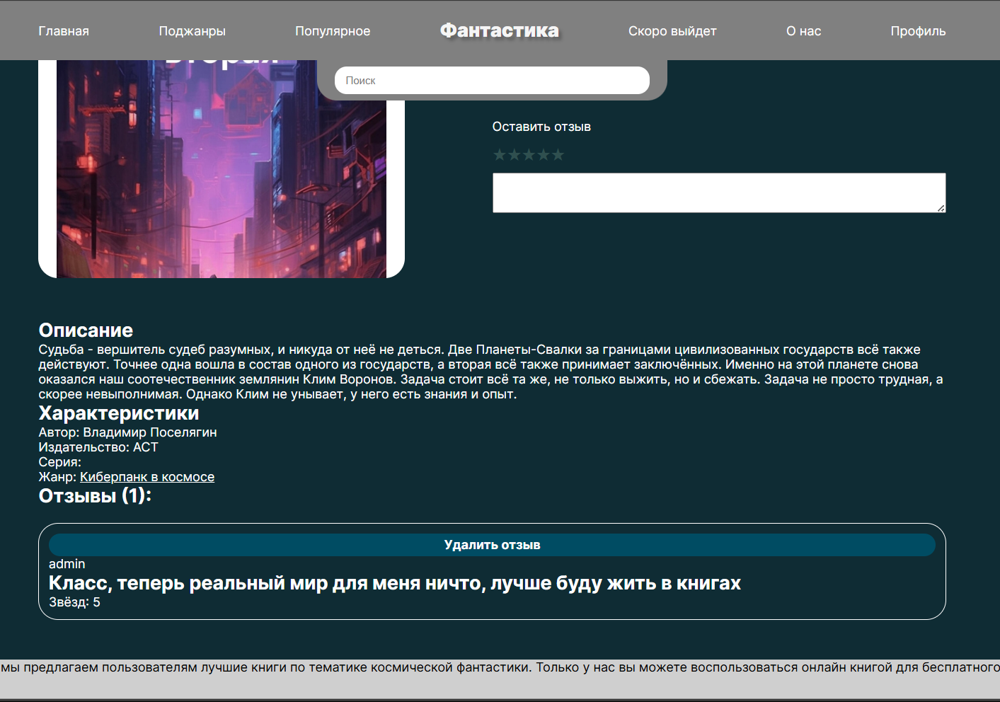 Главная Поджанры Популярное Фантастика Скоро выйдет О нас Профиль
Поиск
Оставить отзыв
★★★★★
Описание
Судьба - вершитель судеб разумных, и никуда от неё не деться. Две Планеты-Свалки за границами цивилизованных государств всё также
действуют. Точнее одна вошла в состав одного из государств, а вторая всё также принимает заключённых. Именно на этой планете снова
оказался наш соотечественник землянин Клим Воронов. Задача стоит всё та же, не только выжить, но и сбежать. Задача не просто трудная, а
скорее невыполнимая. Однако Клим не унывает, у него есть знания и опыт.
Характеристики
Автор: Владимир Поселягин
Издательство: АСТ
Серия:
Жанр: Киберпанк в космосе
Отзывы (1):
Удалить отзыв
admin
Класс, теперь реальный мир для меня ничто, лучше буду жить в книгах
Звёзд: 5
мы предлагаем пользователям лучшие книги по тематике космической фантастики. Только у нас вы можете воспользоваться онлайн книгой для бесплатного